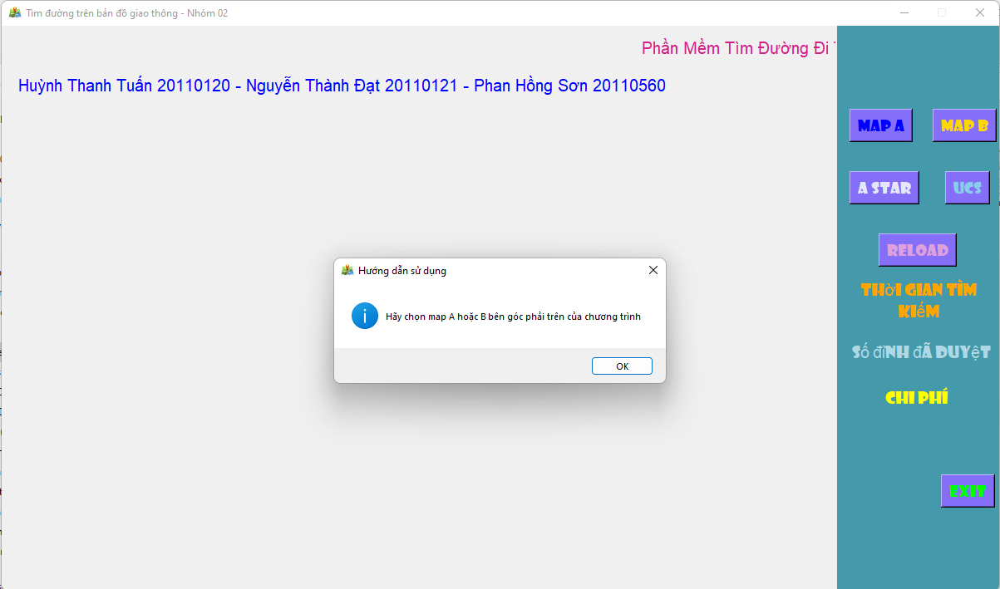 Tìm đường trên bản đồ giao thông - Nhóm 02
Phần Mềm Tìm Đường Đi
Huỳnh Thanh Tuấn 20110120 - Nguyễn Thành Đạt 20110121 - Phan Hồng Sơn 20110560
MAP A
MAP B
A STAR
UCS
RELOAD
THờI GIAN TÌM
KIếM
Số đỉNH đÃ DUYệT
CHI PHÍ
EXIT
Hướng dẫn sử dụng
Hãy chọn map A hoặc B bên góc phải trên của chương trình
OK